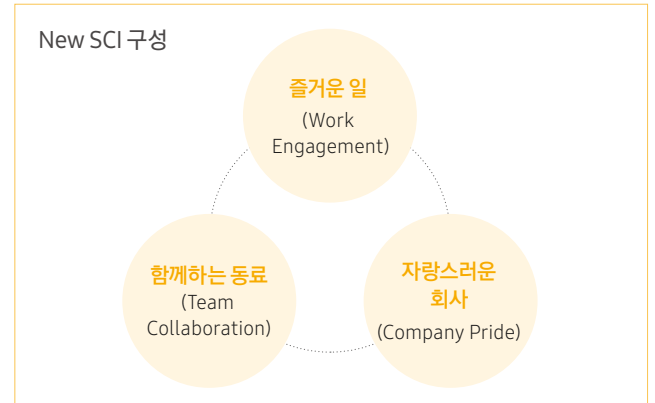 New SCI 구성
즐거운 일
(Work
Engagement)
함께하는 동료
(Team
Collaboration)
자랑스러운
회사
(Company Pride)